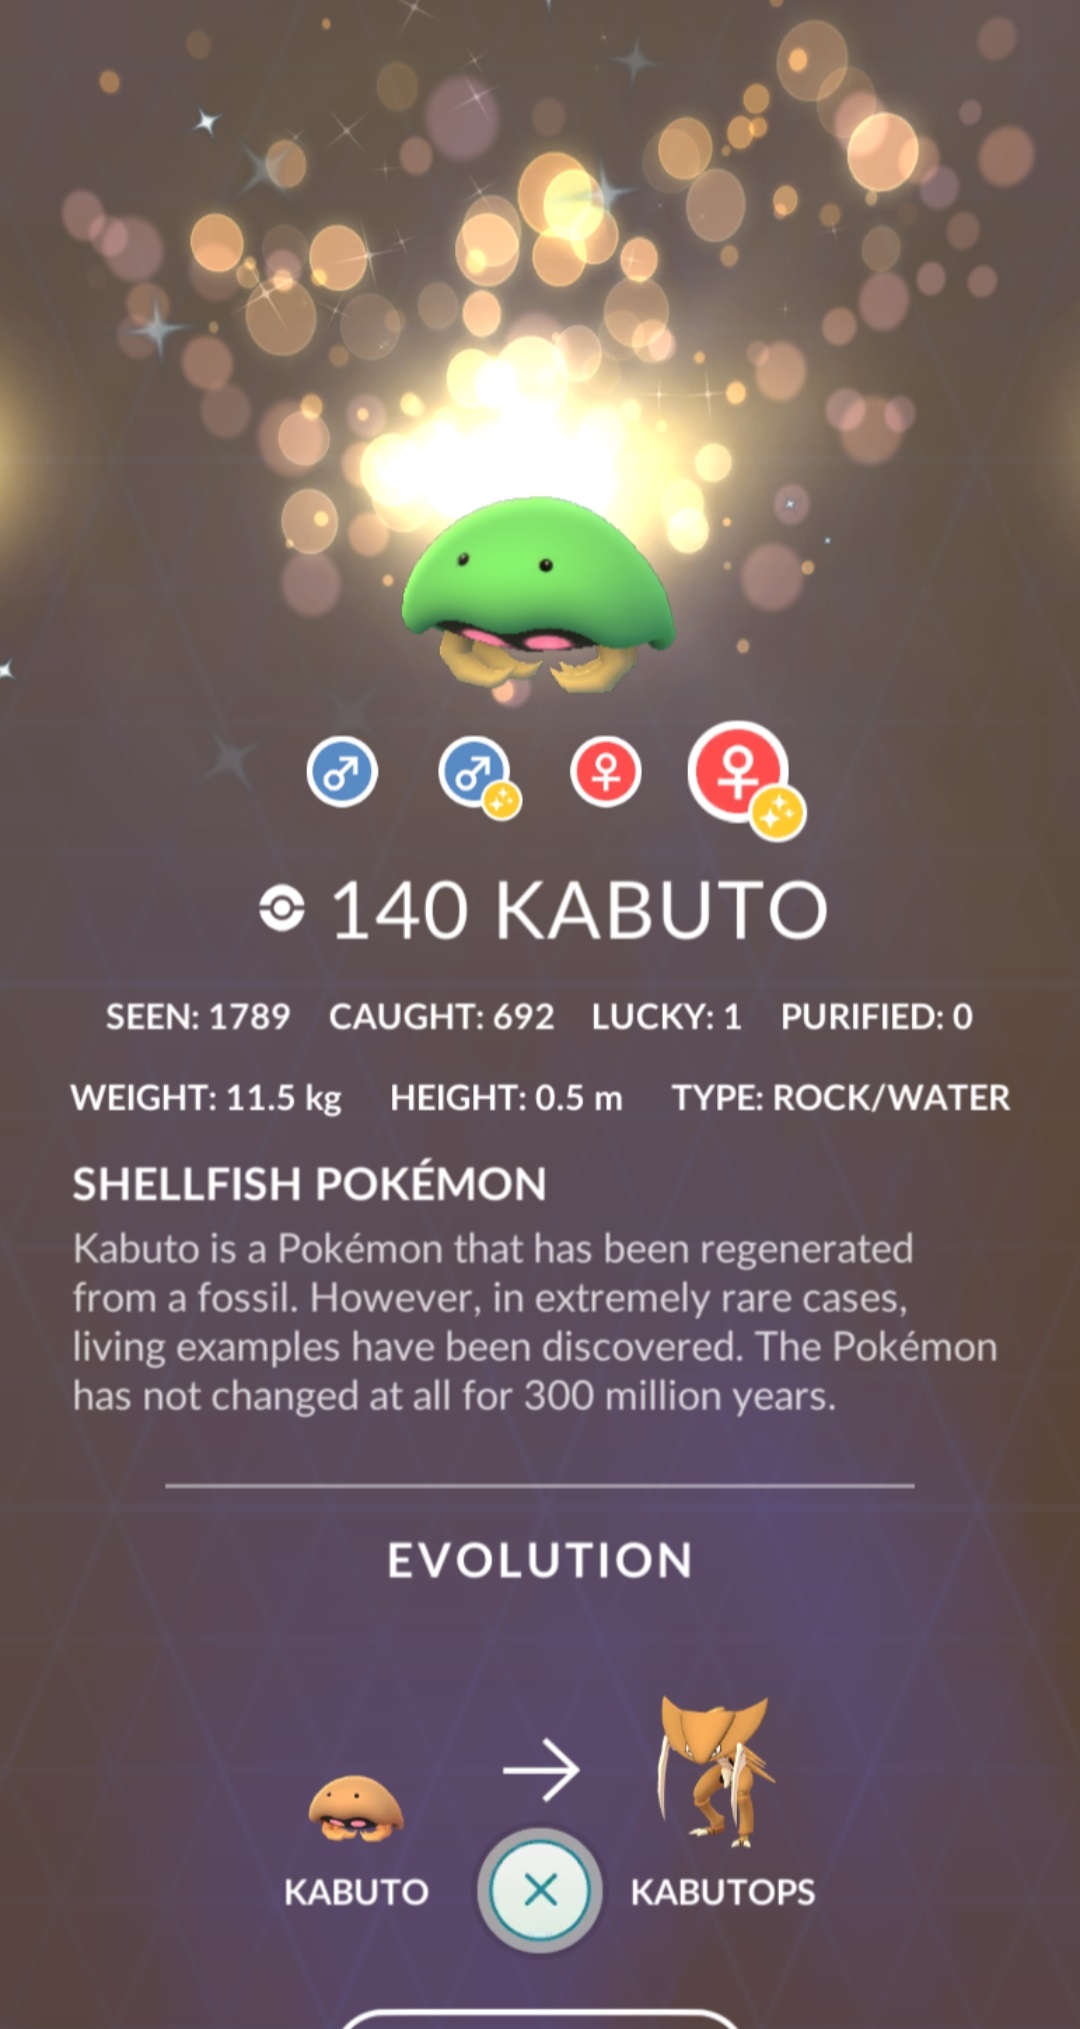 140 KABUTO
SEEN: 1789 CAUGHT: 692 LUCKY: 1 PURIFIED: 0
WEIGHT: 11.5 kg HEIGHT: 0.5 m TYPE: ROCK/WATER
SHELLFISH POKÉMON
Kabuto is a Pokémon that has been regenerated
from a fossil. However, in extremely rare cases,
living examples have been discovered. The Pokémon
has not changed at all for 300 million years.
EVOLUTION
KABUTO KABUTOPS